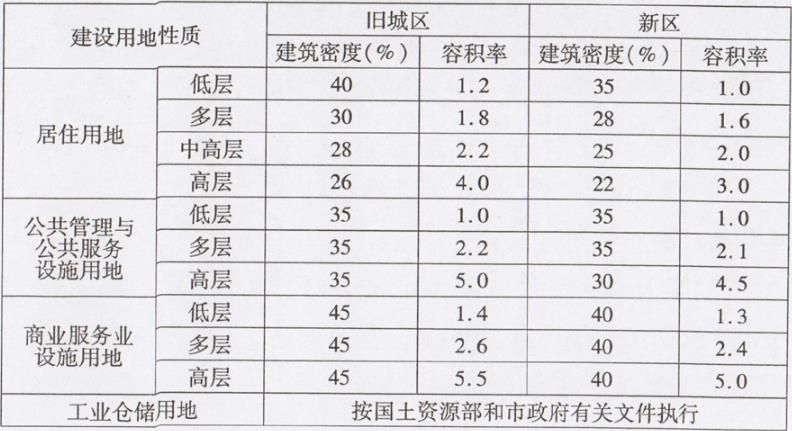 建设用地性质 旧城区 新区
建筑密度(%) 容积率 建筑密度(%) 容积率
居住用地 低层 40 1.2 35 1.0
多层 30 1.8 28 1.6
中高层 28 2.2 25 2.0
高层 26 4.0 22 3.0
公共管理与公共服务设施用地 低层 35 1.0 35 1.0
多层 35 2.2 35 2.1
高层 35 5.0 30 4.5
商业服务业设施用地 低层 45 1.4 40 1.3
多层 45 2.6 40 2.4
高层 45 5.5 40 5.0
工业仓储用地 按国土资源部和市政府有关文件执行